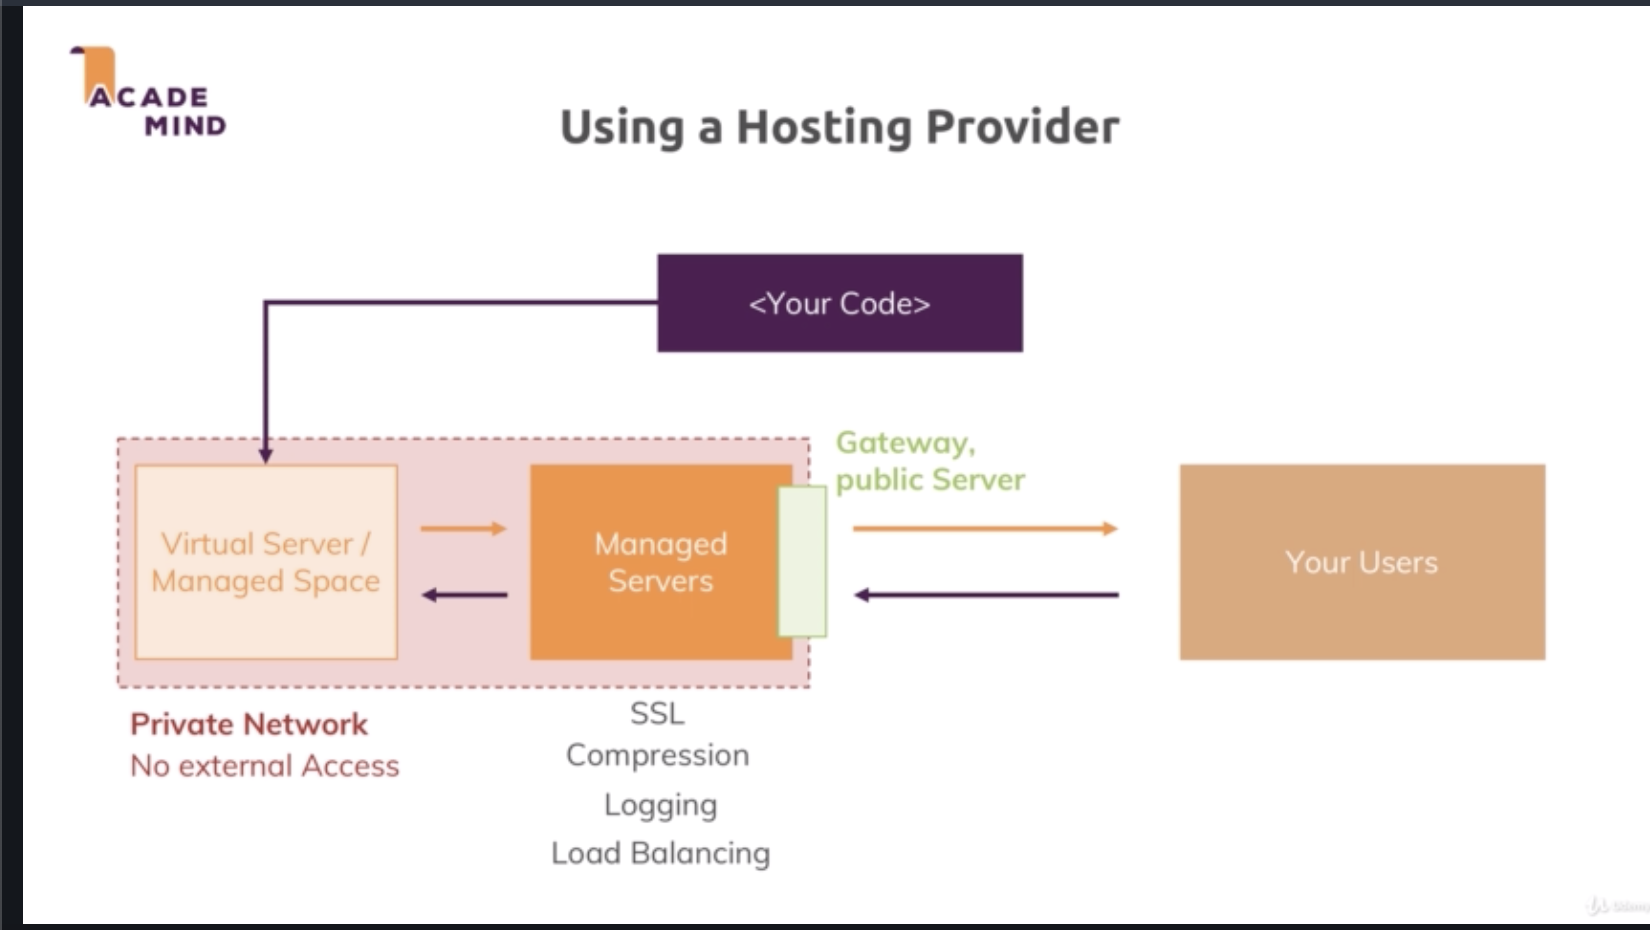 ACADE
MIND
Using a Hosting Provider
<Your Code>
Gateway,
public Server
Virtual Server /
Managed Space
Managed
Servers
Your Users
Private Network
No external Access
SSL
Compression
Logging
Load Balancing
Udemy